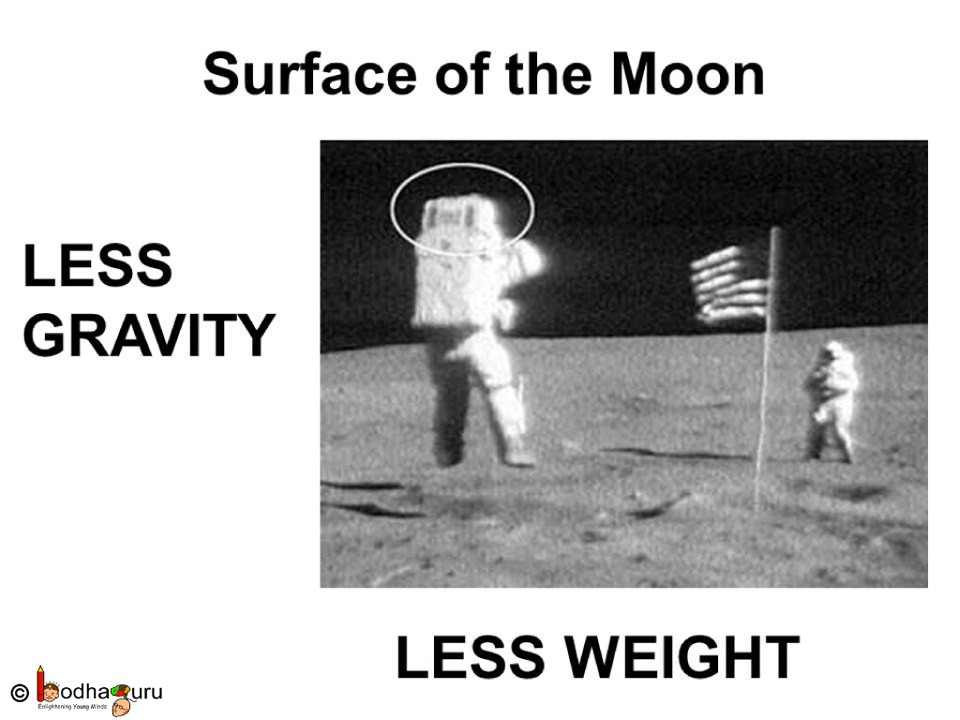 Surface of the Moon
LESS
GRAVITY
LESS WEIGHT
© bodhaguru
Enlightening Young Minds